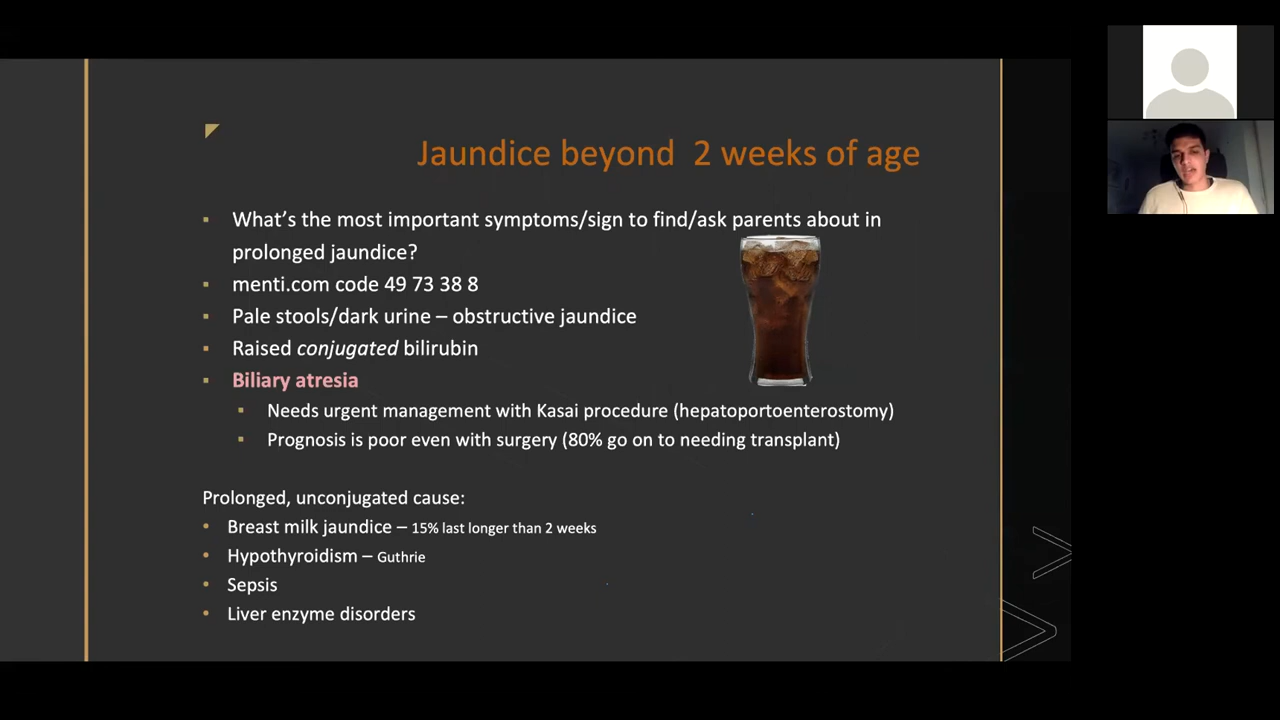 Jaundice beyond 2 weeks of age
What's the most important symptoms/sign to find/ask parents about in
prolonged jaundice?
menti.com code 49 73 38 8
Pale stools/dark urine – obstructive jaundice
Raised conjugated bilirubin
Biliary atresia
Needs urgent management with Kasai procedure (hepatoportoenterostomy)
Prognosis is poor even with surgery (80% go on to needing transplant)
Prolonged, unconjugated cause:
Breast milk jaundice – 15% last longer than 2 weeks
Hypothyroidism – Guthrie
Sepsis
Liver enzyme disorders